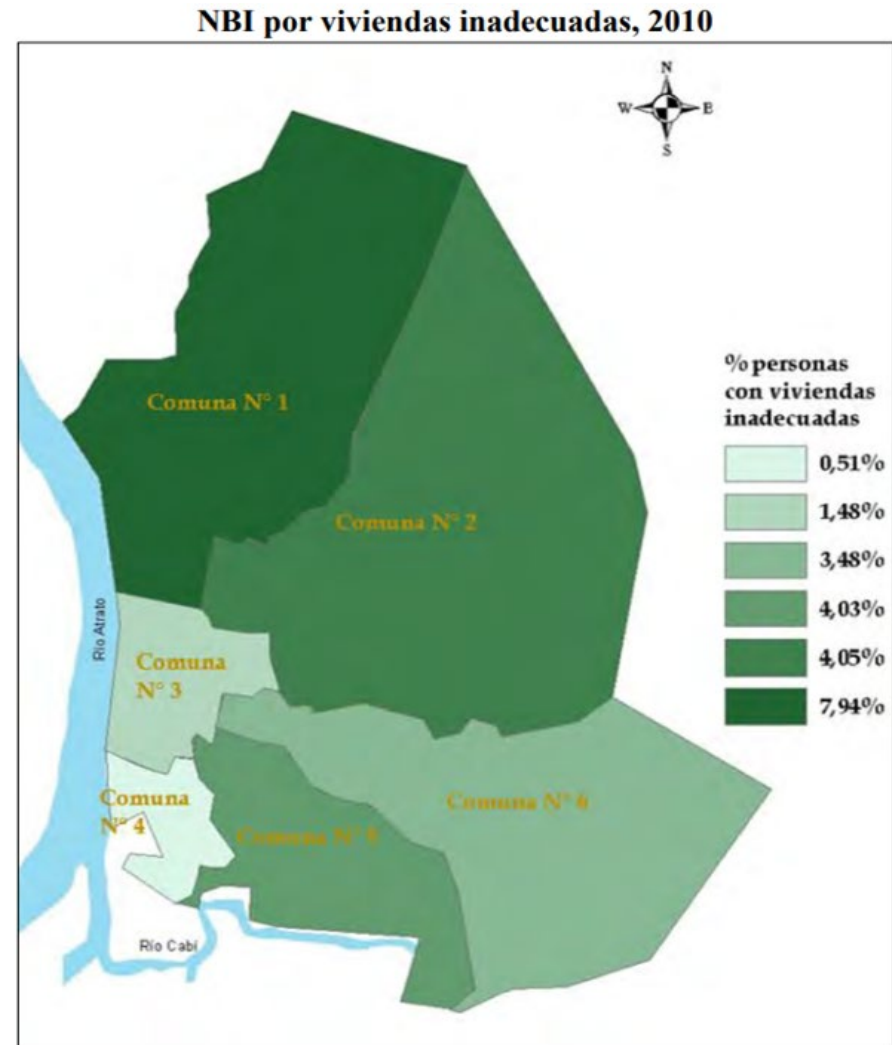 NBI por viviendas inadecuadas, 2010
N
W
E
S
% personas
con viviendas
inadecuadas
0,51%
1,48%
3,48%
4,03%
4,05%
7,94%
Comuna N° 1
Comuna N° 2
Río Atrato
Comuna
N° 3
Comuna
N° 4
Comuna N° 5
Comuna N° 6
Río Cabí